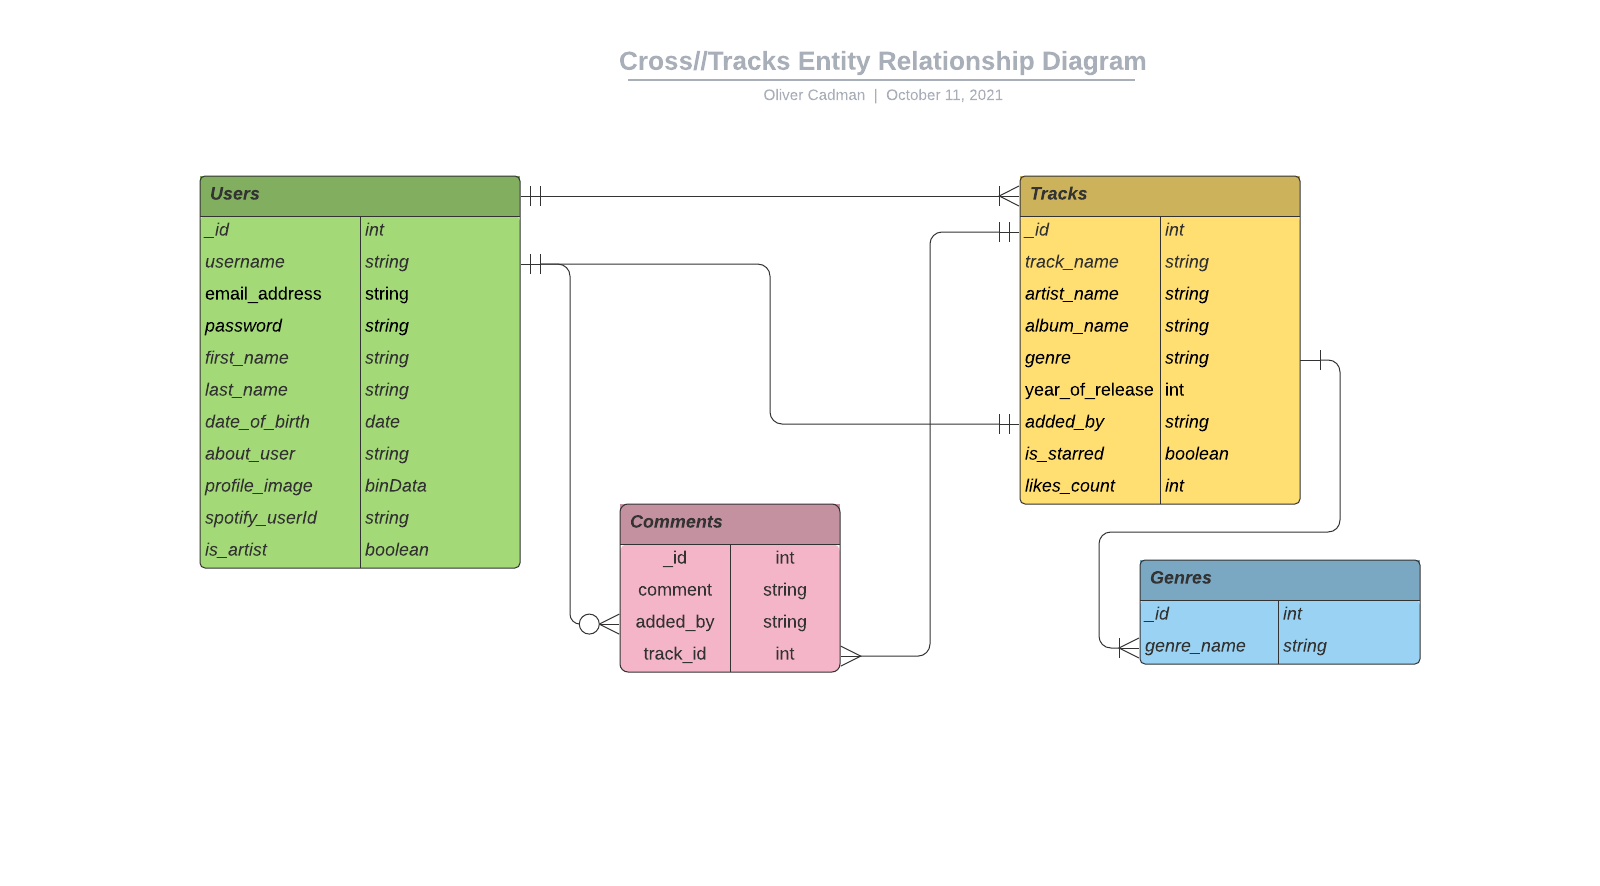 Cross//Tracks Entity Relationship Diagram
Oliver Cadman | October 11, 2021
Users
_id int
username string
email_address string
password string
first_name string
last_name string
date_of_birth date
about_user string
profile_image binData
spotify_userId string
is_artist boolean
Tracks
_id int
track_name string
artist_name string
album_name string
genre string
year_of_release int
added_by string
is_starred boolean
likes_count int
Comments
_id int
comment string
added_by string
track_id int
Genres
_id int
genre_name string